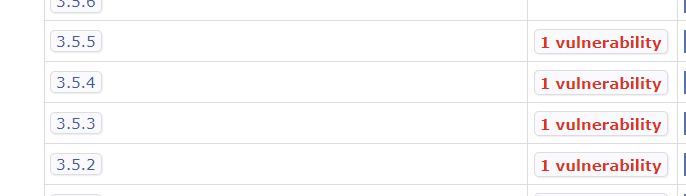 3.5.6
3.5.5 1 vulnerability
3.5.4 1 vulnerability
3.5.3 1 vulnerability
3.5.2 1 vulnerability